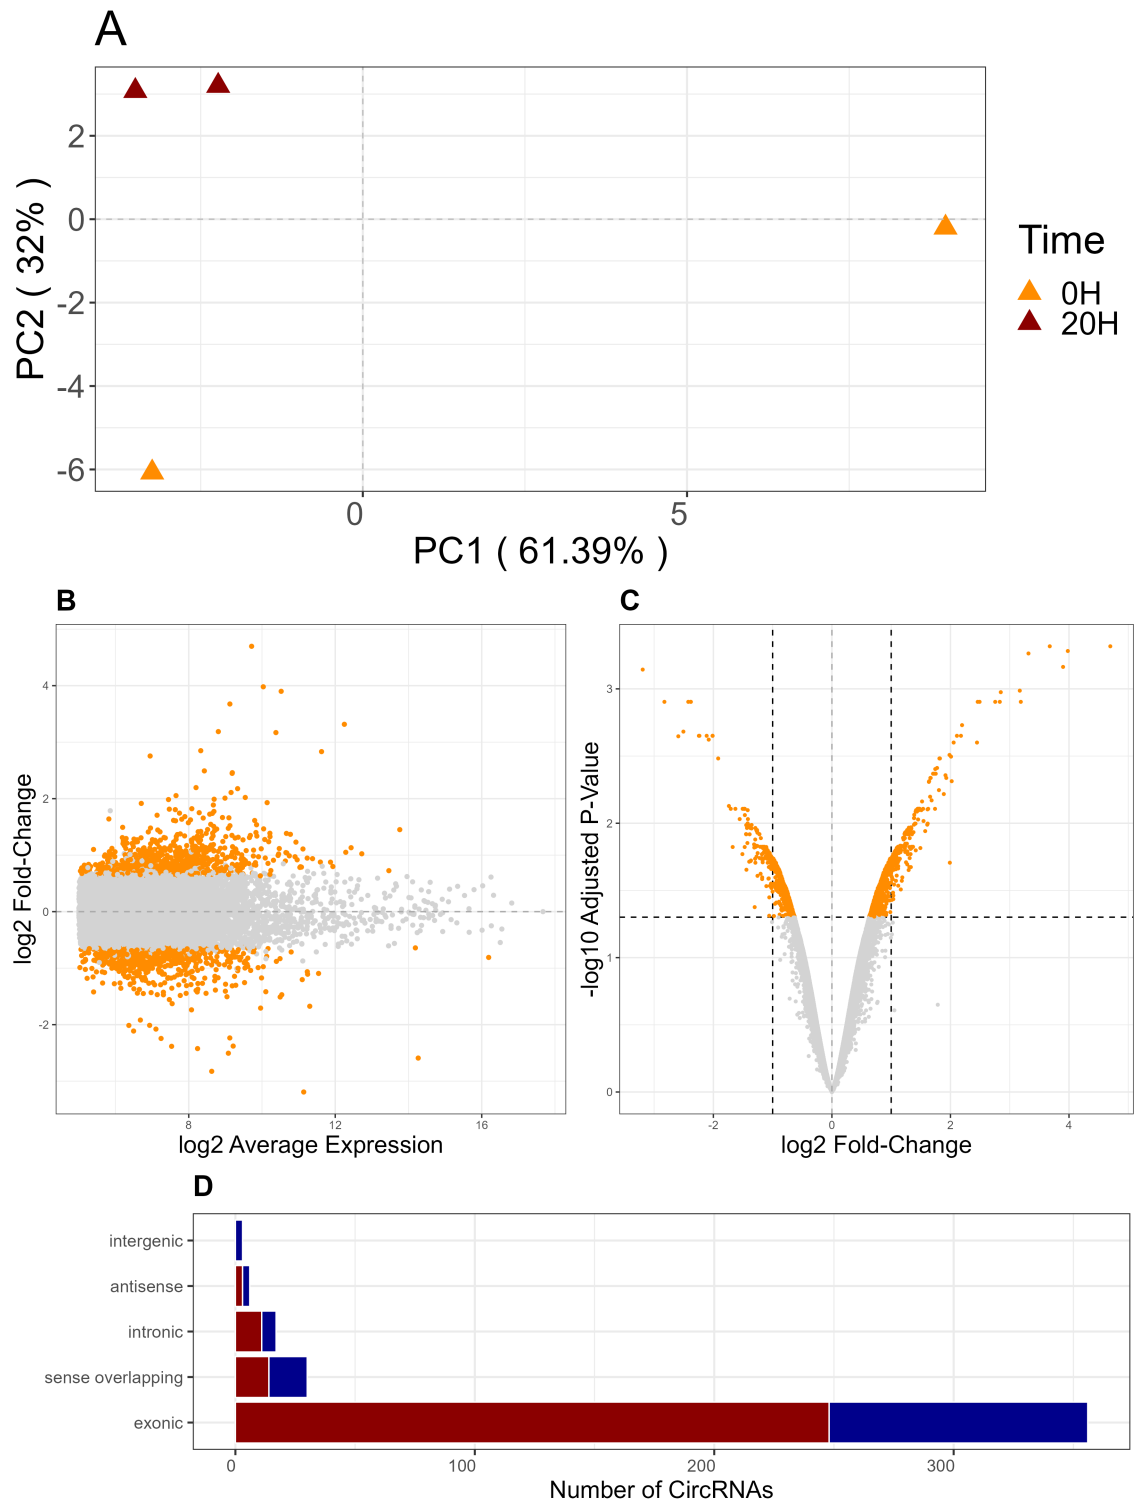 A
PC2 ( 32% )
2
0
-2
-4
-6
0
5
PC1 ( 61.39% )
Time
0H
20H
B
log2 Fold-Change
4
2
0
-2
8
12
16
log2 Average Expression
C
-log10 Adjusted P-Value
3
2
1
0
-2
0
2
4
log2 Fold-Change
D
intergenic
antisense
intronic
sense overlapping
exonic
0
100
200
300
Number of CircRNAs